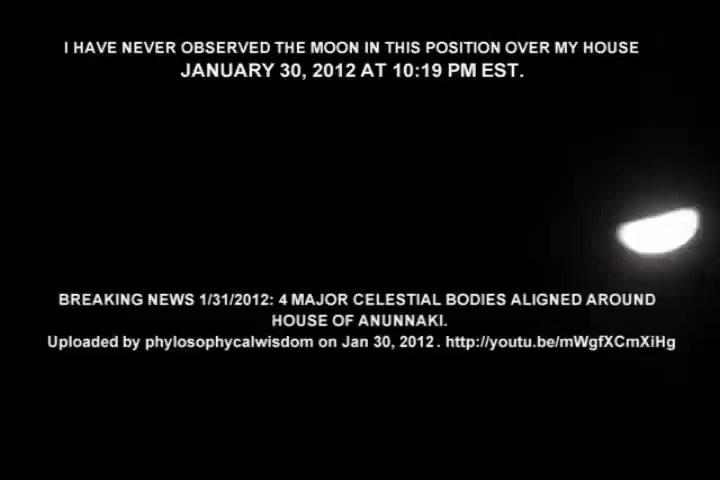 I HAVE NEVER OBSERVED THE MOON IN THIS POSITION OVER MY HOUSE
JANUARY 30, 2012 AT 10:19 PM EST.
BREAKING NEWS 1/31/2012: 4 MAJOR CELESTIAL BODIES ALIGNED AROUND
HOUSE OF ANUNNAKI.
Uploaded by phylosophycalwisdom on Jan 30, 2012. http://youtu.be/mWgfXCmXiHg